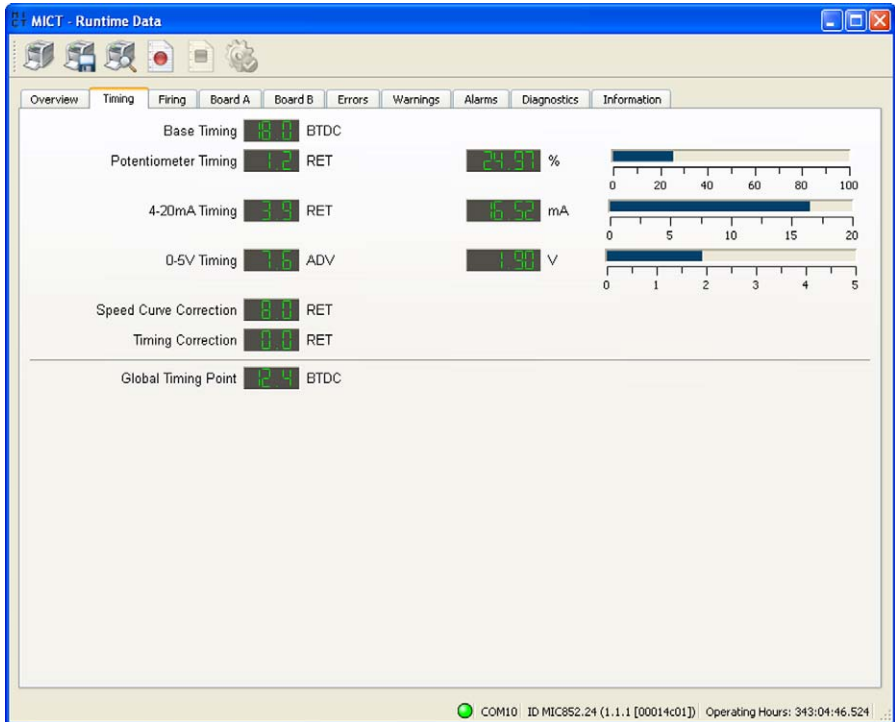 MICT - Runtime Data
Overview Timing Firing Board A Board B Errors Warnings Alarms Diagnostics Information
Base Timing 18.0 BTDC
Potentiometer Timing 1.2 RET 24.97 %
0 20 40 60 80 100
4-20mA Timing 3.9 RET 16.52 mA
0 5 10 15 20
0-5V Timing 7.6 ADV 1.90 V
0 1 2 3 4 5
Speed Curve Correction 8.0 RET
Timing Correction 0.0 RET
Global Timing Point 12.4 BTDC
COM10 ID MIC852.24 (1.1.1 [00014c01]) Operating Hours: 343:04:46.524